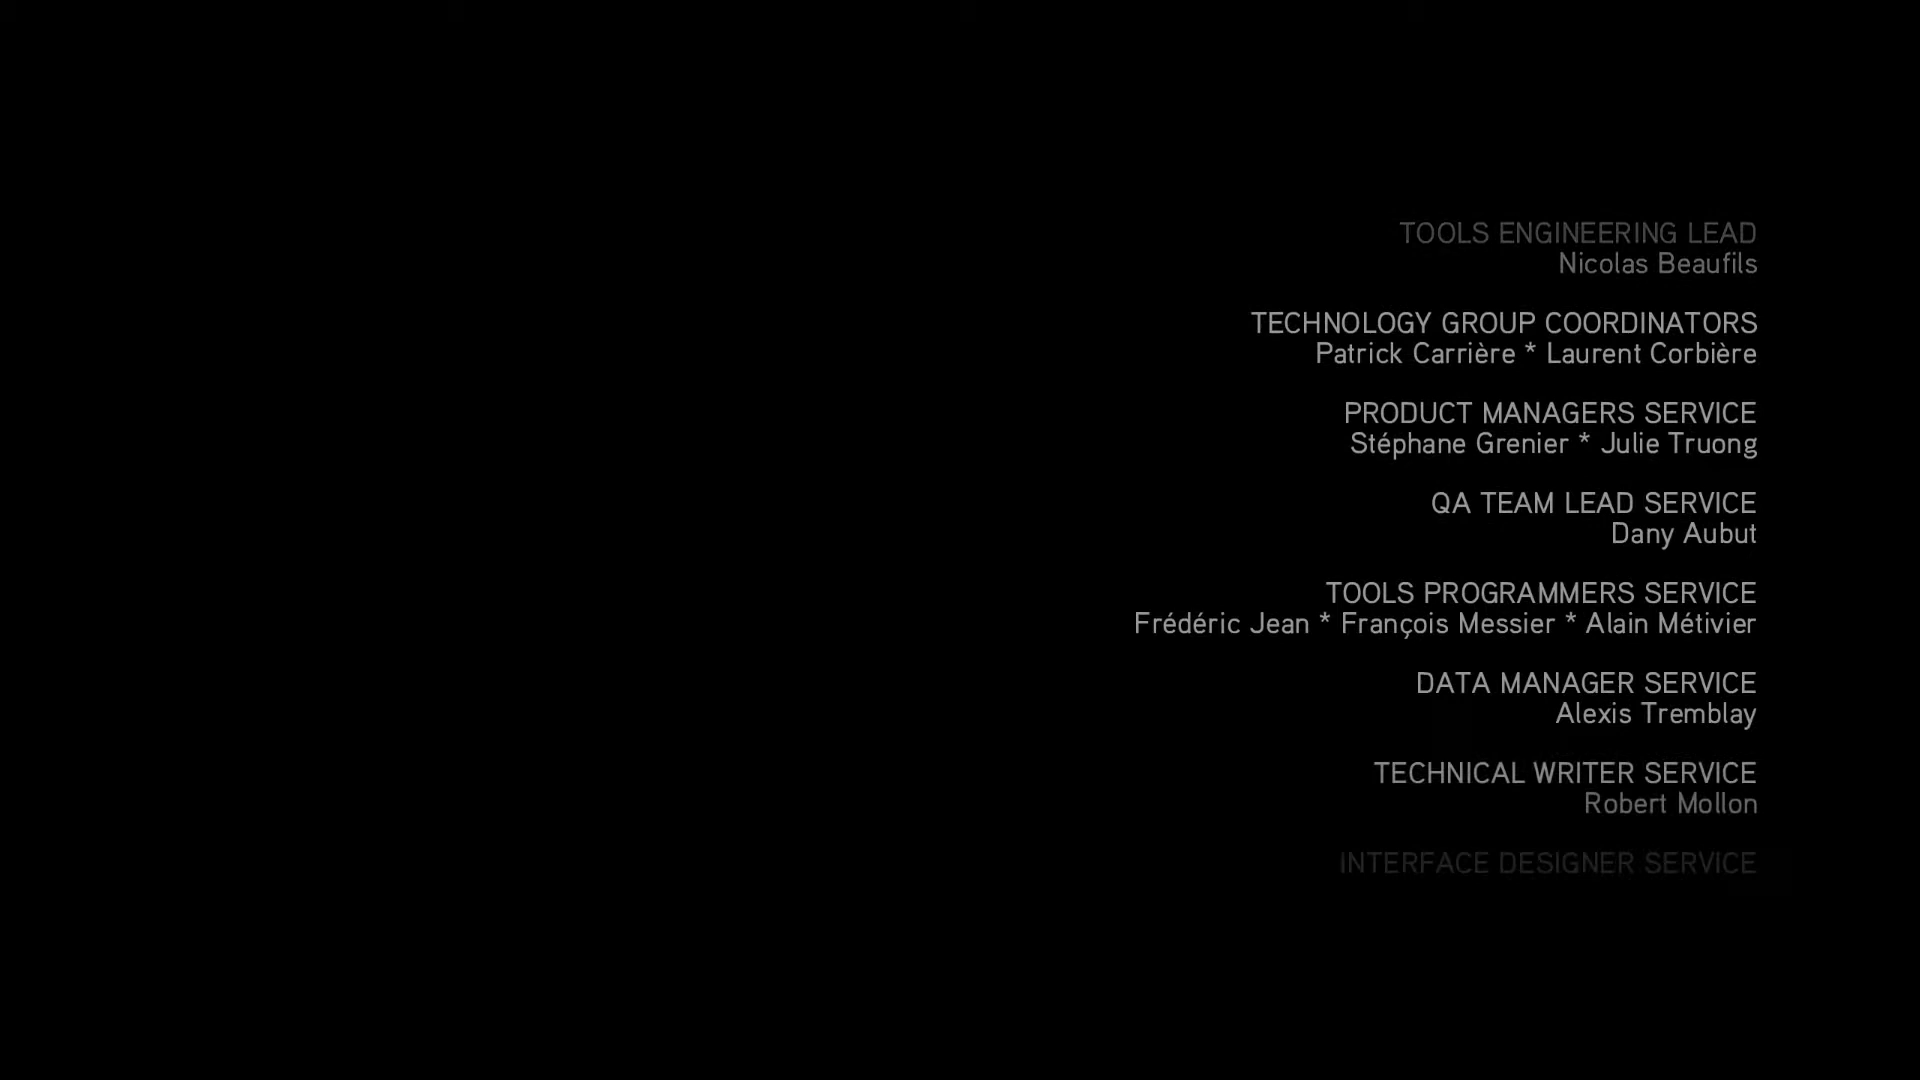 TOOLS ENGINEERING LEAD
Nicolas Beaufils
TECHNOLOGY GROUP COORDINATORS
Patrick Carrière * Laurent Corbière
PRODUCT MANAGERS SERVICE
Stéphane Grenier * Julie Truong
QA TEAM LEAD SERVICE
Dany Aubut
TOOLS PROGRAMMERS SERVICE
Frédéric Jean * François Messier * Alain Métivier
DATA MANAGER SERVICE
Alexis Tremblay
TECHNICAL WRITER SERVICE
Robert Mollon
INTERFACE DESIGNER SERVICE